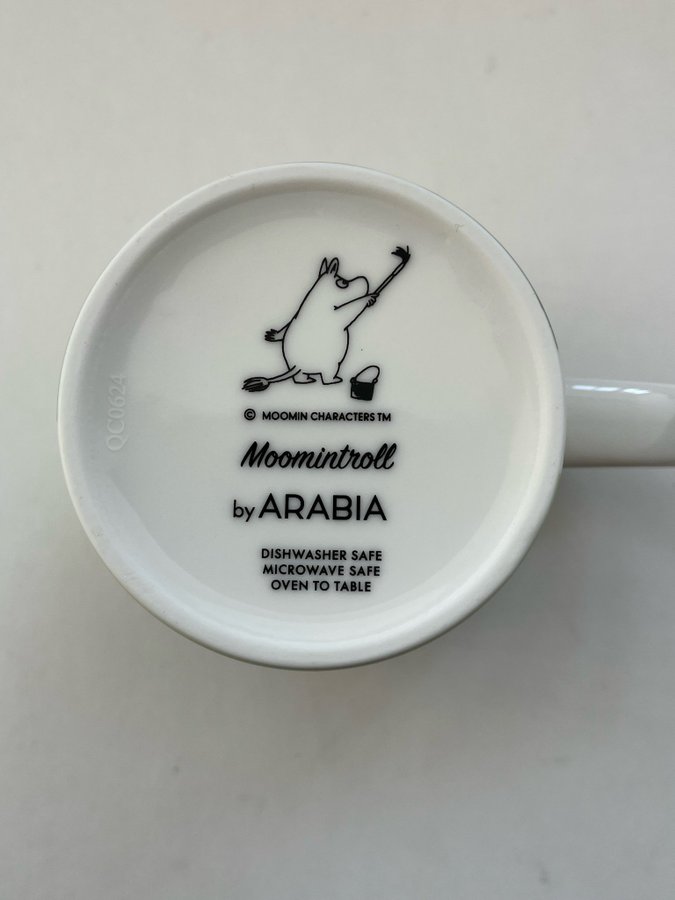 © MOOMIN CHARACTERS TM
Moomintroll
by ARABIA
DISHWASHER SAFE
MICROWAVE SAFE
OVEN TO TABLE
QC0624